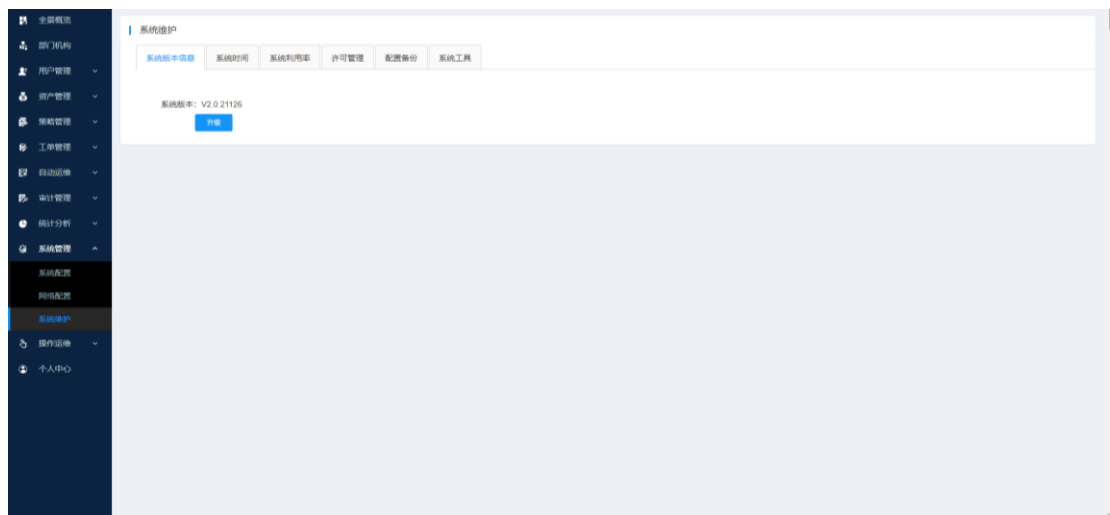 全景概览
部门机构
用户管理
资产管理
策略管理
工单管理
自动运维
审计管理
统计分析
系统管理
系统配置
网络配置
系统维护
操作运维
个人中心
系统维护
系统版本信息 系统时间 系统利用率 许可管理 配置备份 系统工具
系统版本： V2.0.21126
升级